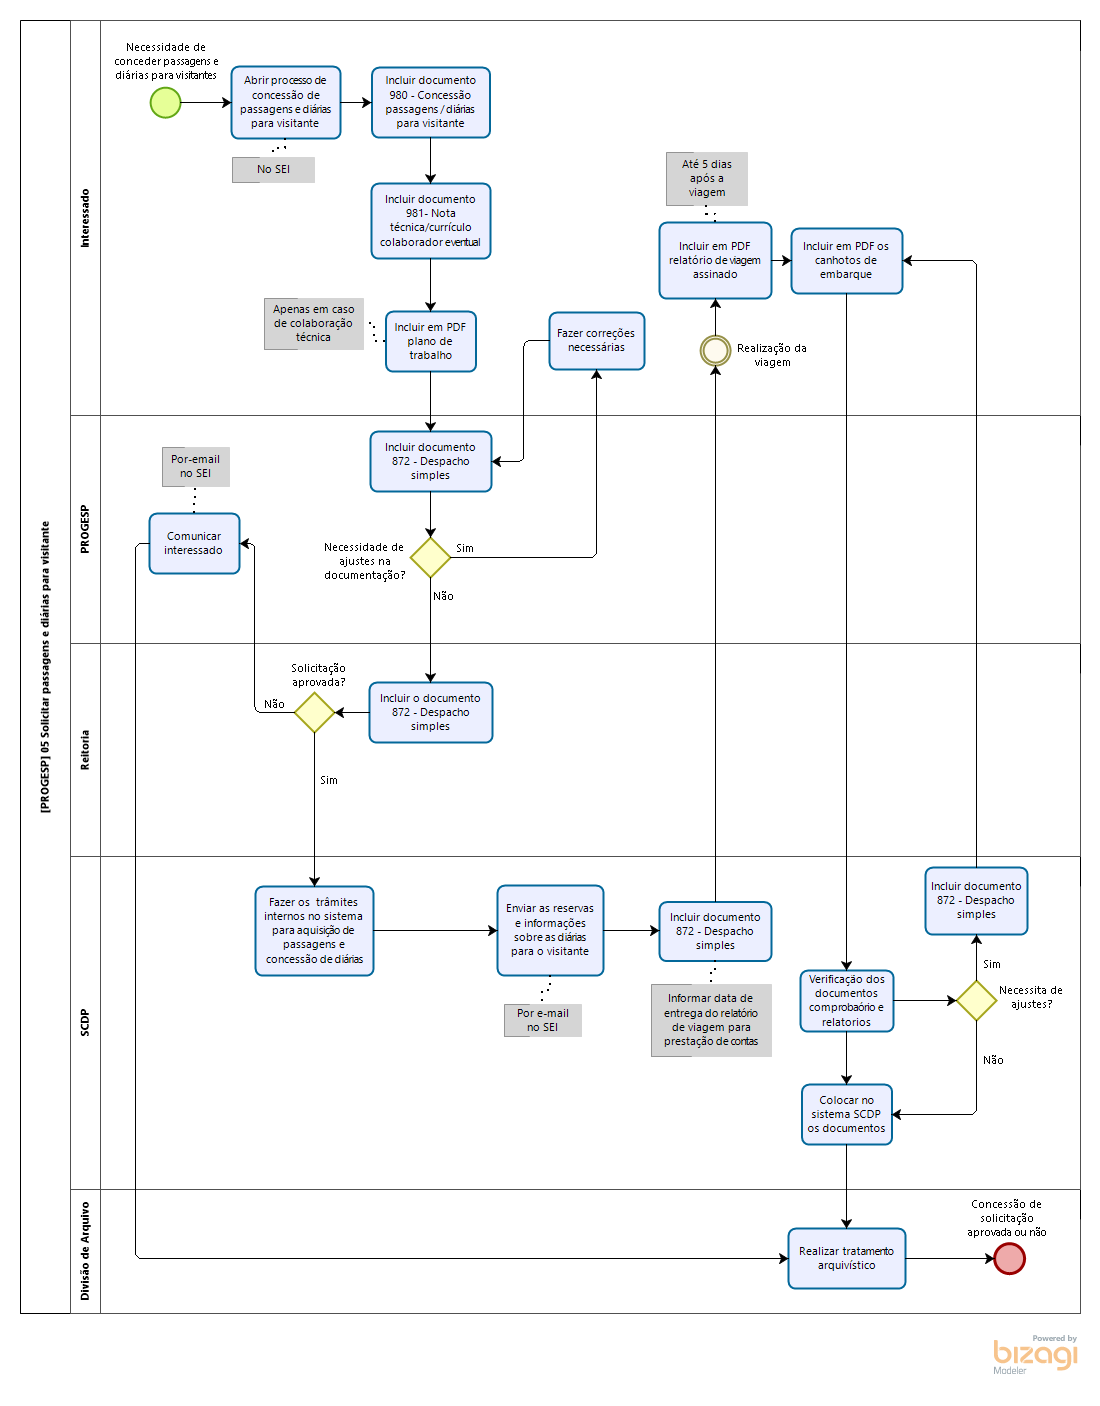 [PROGESP] 05 Solicitar passagens e diárias para visitante
Interessado
Necessidade de
conceder passagens e
diárias para visitantes
Abrir processo de
concessão de
passagens e diárias
para visitante
No SEI
Incluir documento
980 - Concessão
passagens / diárias
para visitante
Incluir documento
981- Nota
técnica/currículo
colaborador eventual
Apenas em caso
de colaboração
técnica
Incluir em PDF
plano de
trabalho
Fazer correções
necessárias
Até 5 dias
após a
viagem
Incluir em PDF
relatório de viagem
assinado
Incluir em PDF os
canhotos de
embarque
Realização da
viagem
PROGESP
Por-email
no SEI
Comunicar
interessado
Incluir documento
872 - Despacho
simples
Necessidade de
ajustes na
documentação?
Sim
Não
Reitoria
Solicitação
aprovada?
Não
Sim
Incluir o documento
872 - Despacho
simples
SCDP
Fazer os trâmites
internos no sistema
para aquisição de
passagens e
concessão de diárias
Enviar as reservas
e informações
sobre as diárias
para o visitante
Por e-mail
no SEI
Incluir documento
872 - Despacho
simples
Informar data de
entrega do relatório
de viagem para
prestação de contas
Incluir documento
872 - Despacho
simples
Sim
Verificação dos
documentos
comprobaório e
relatorios
Necessita de
ajustes?
Não
Colocar no
sistema SCDP
os documentos
Divisão de Arquivo
Realizar tratamento
arquivístico
Concessão de
solicitação
aprovada ou não
Powered by
bizagi
Modeler